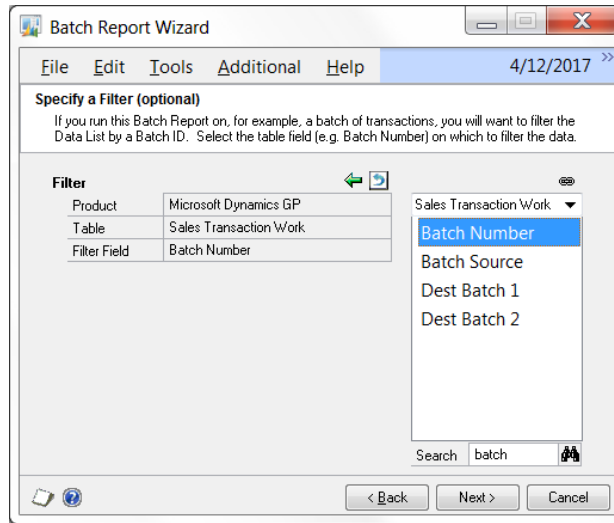 Batch Report Wizard
File Edit Tools Additional Help 4/12/2017
Specify a Filter (optional)
If you run this Batch Report on, for example, a batch of transactions, you will want to filter the
Data List by a Batch ID. Select the table field (e.g. Batch Number) on which to filter the data.
Filter
Product Microsoft Dynamics GP
Table Sales Transaction Work
Filter Field Batch Number
Sales Transaction Work
Batch Number
Batch Source
Dest Batch 1
Dest Batch 2
Search batch
< Back Next > Cancel